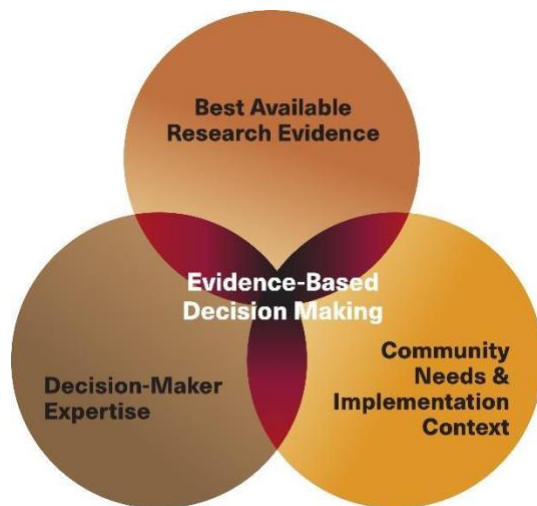 Best Available
Research Evidence
Evidence-Based
Decision Making
Decision-Maker
Expertise
Community
Needs &
Implementation
Context